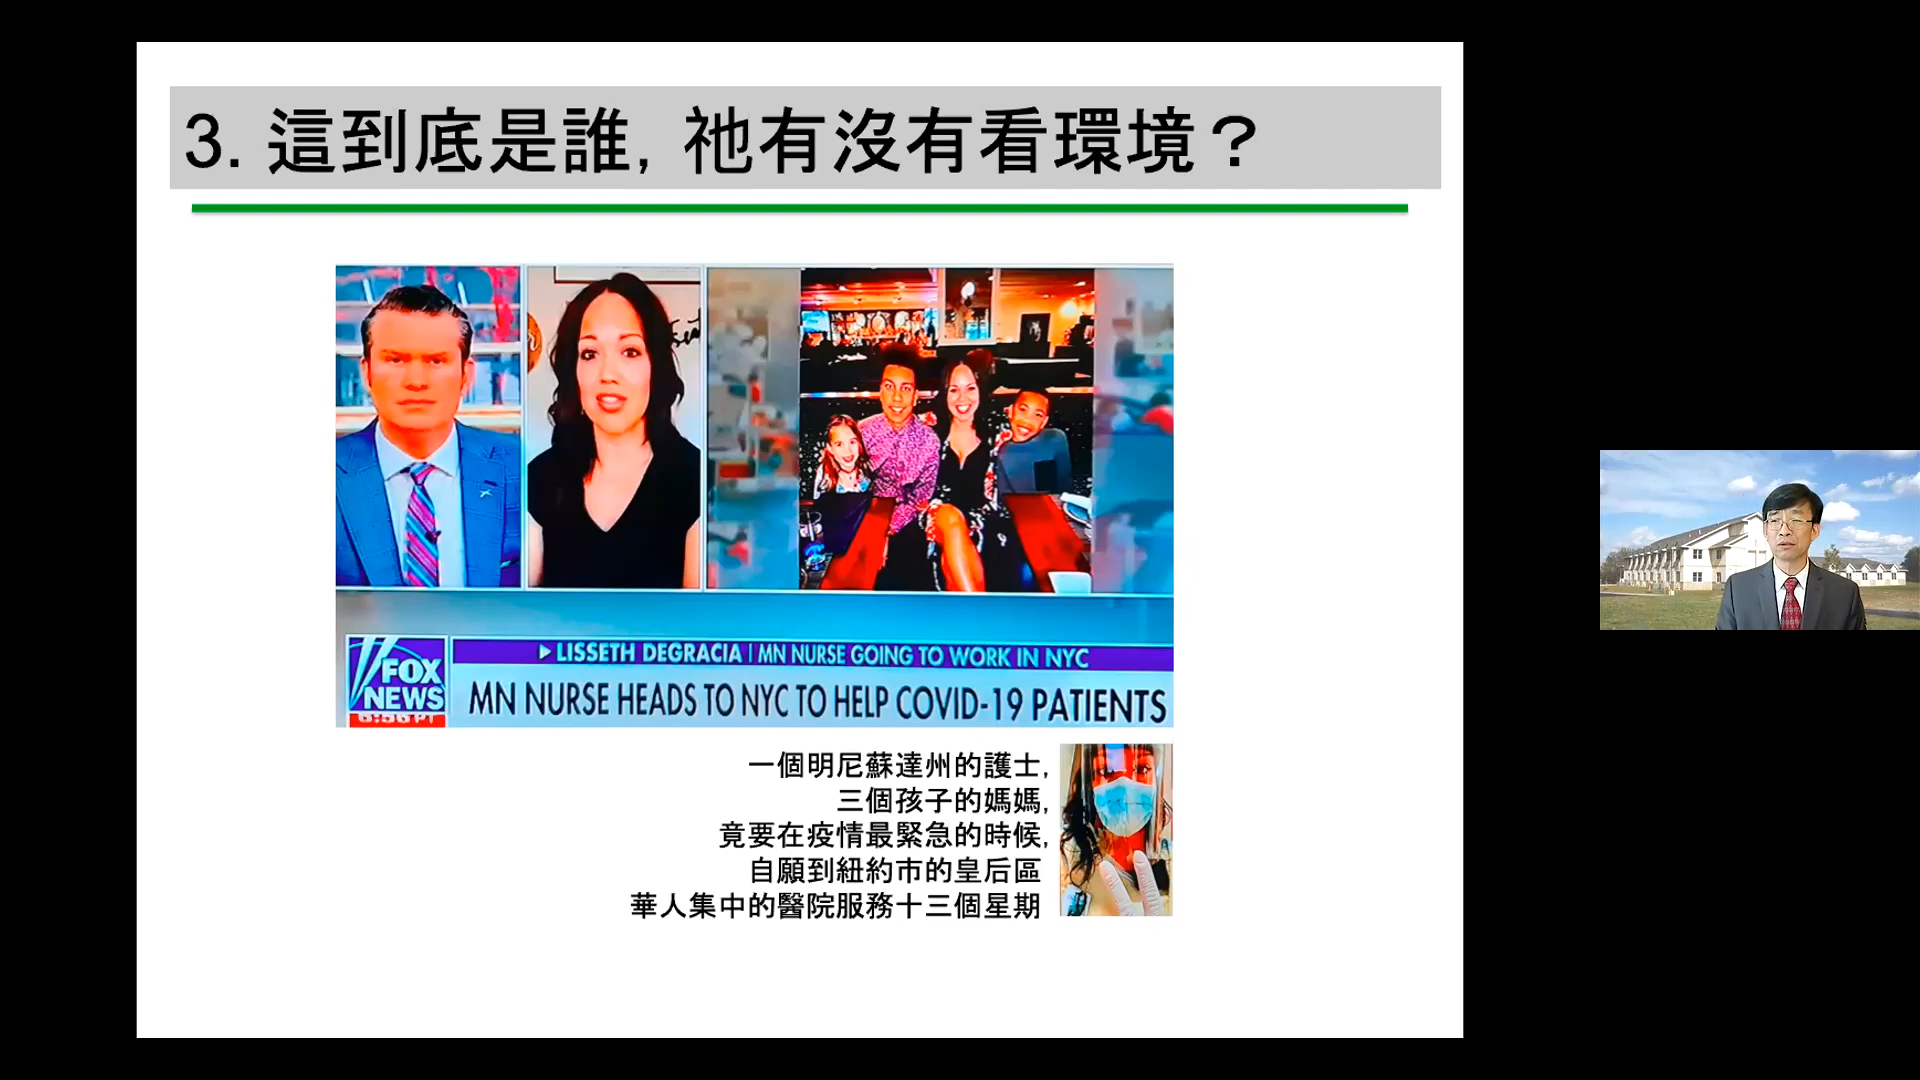 3. 這到底是誰, 祂有沒有看環境？
FOX
NEWS
▶ LISSETH DEGRACIA | MN NURSE GOING TO WORK IN NYC
MN NURSE HEADS TO NYC TO HELP COVID-19 PATIENTS
一個明尼蘇達州的護士,
三個孩子的媽媽,
竟要在疫情最緊急的時候,
自願到紐約市的皇后區
華人集中的醫院服務十三個星期